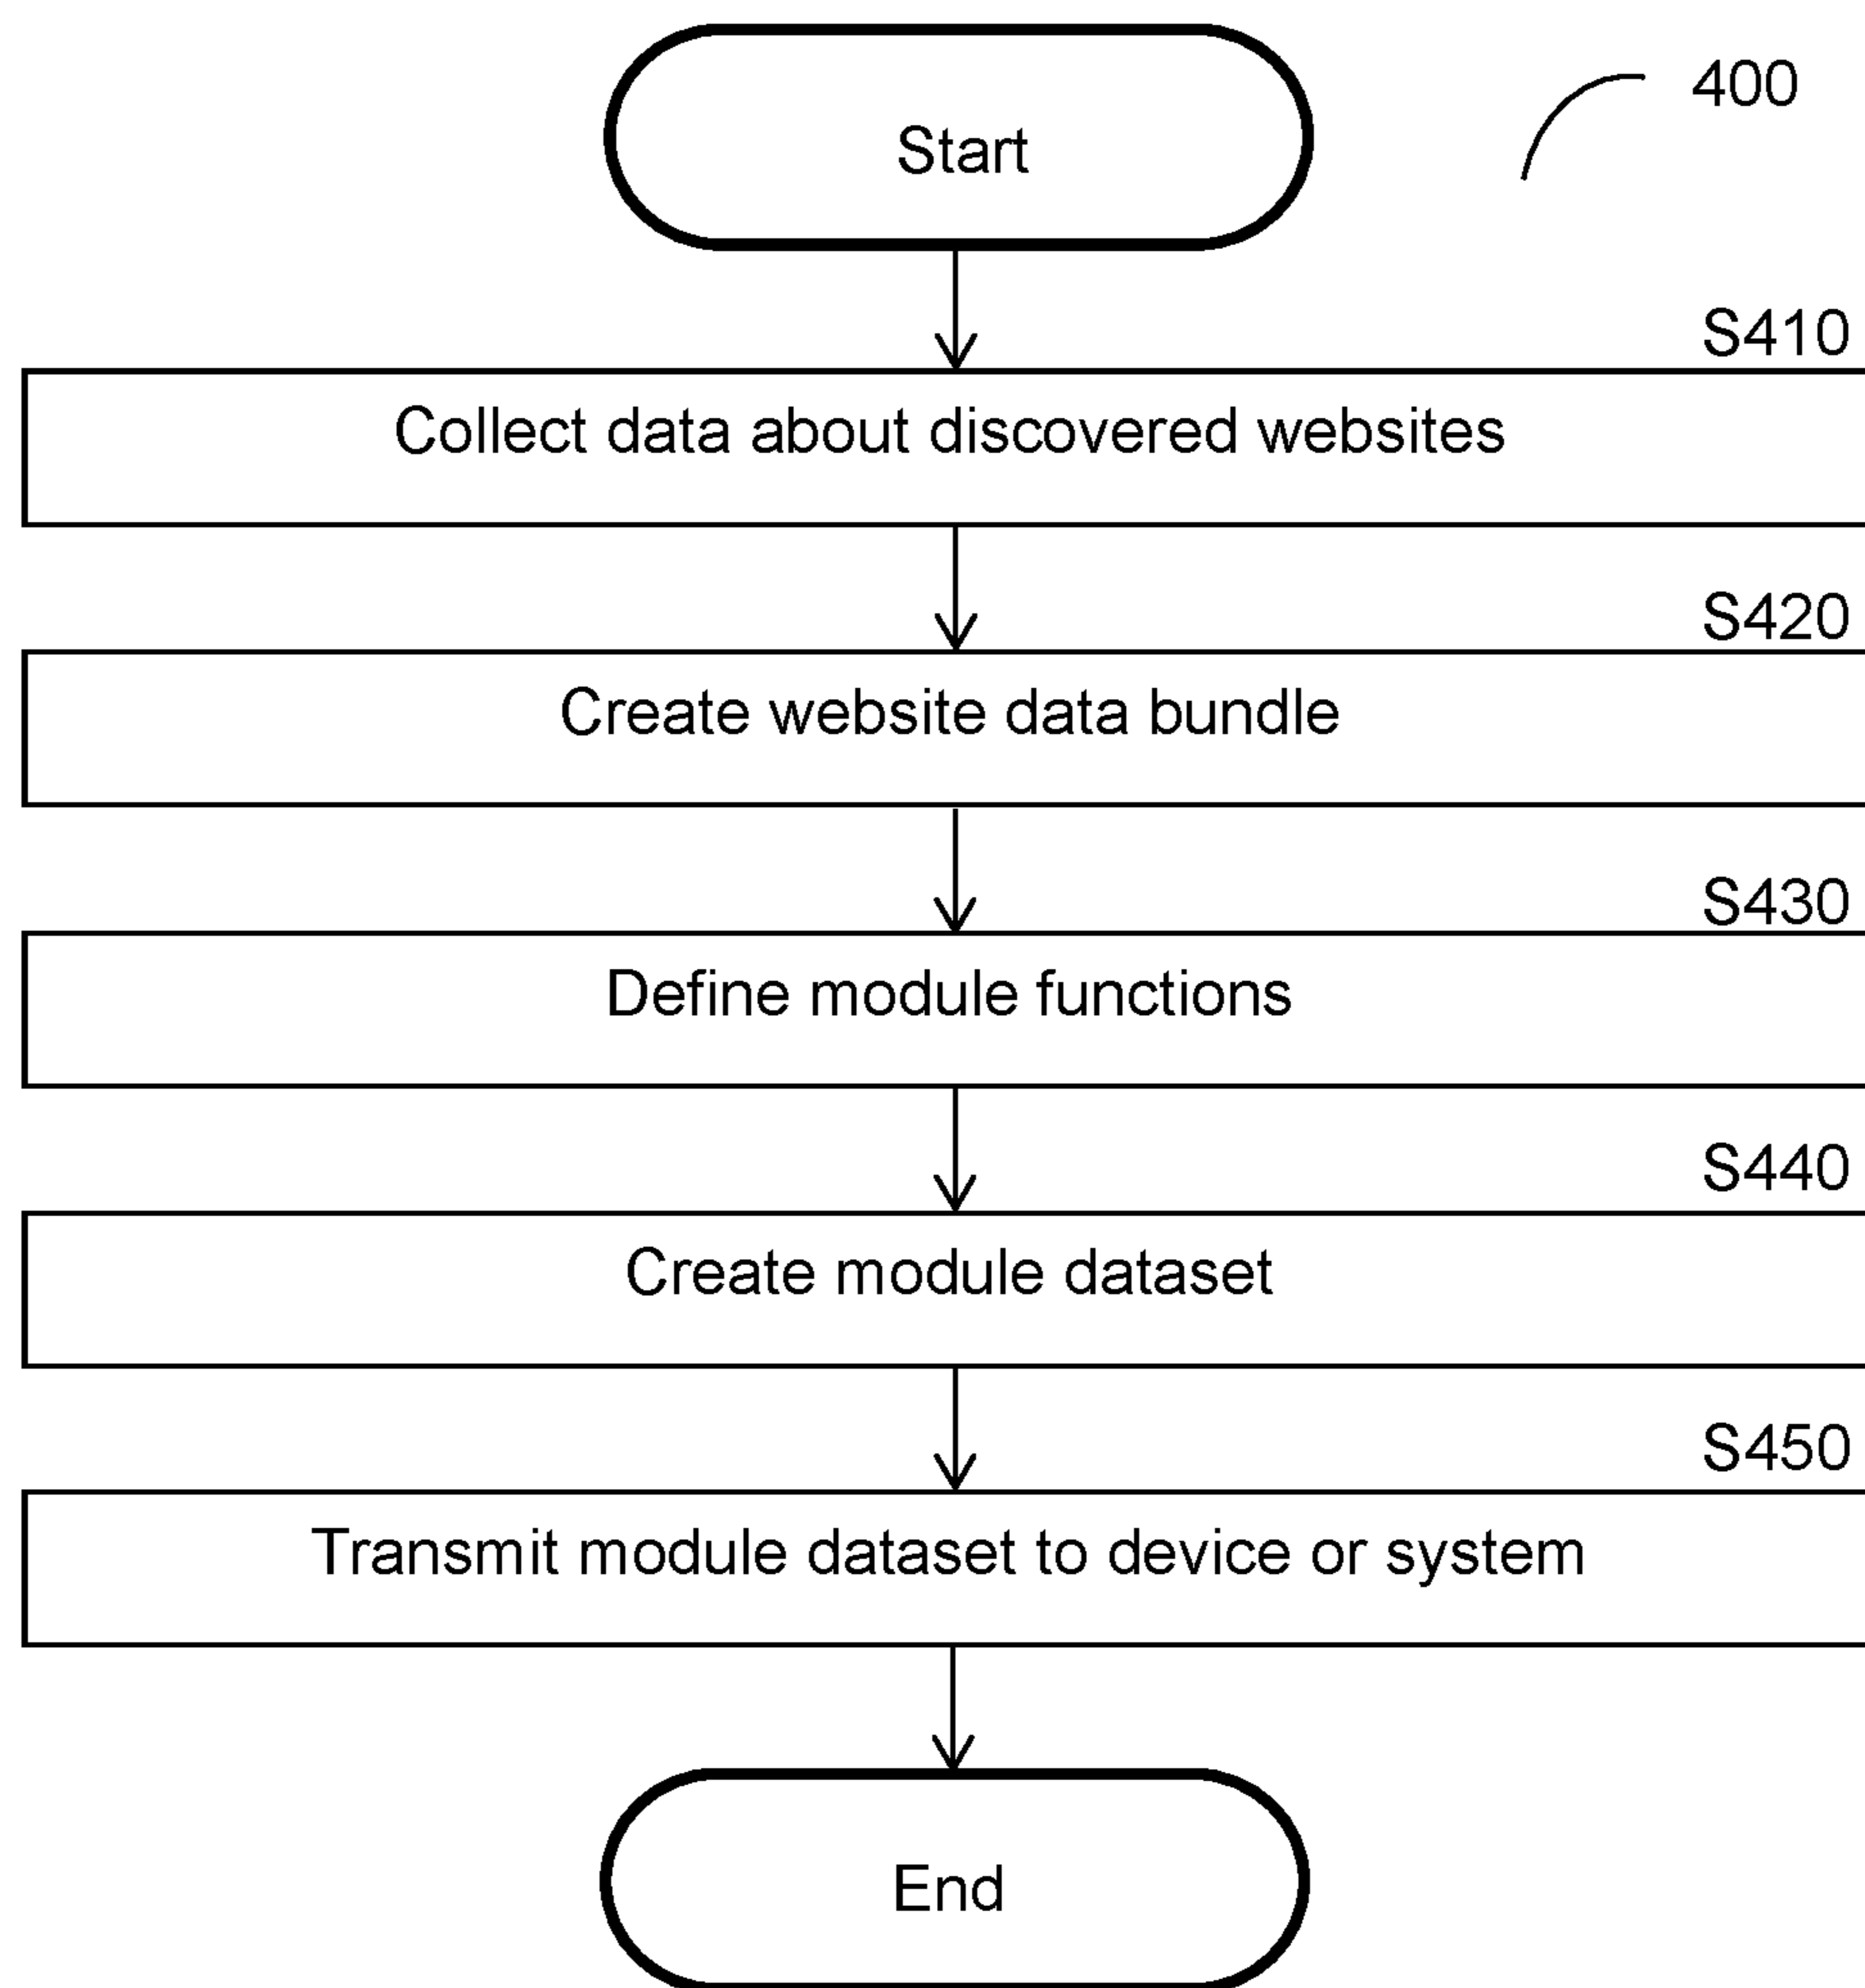 Start
400
S410
Collect data about discovered websites
S420
Create website data bundle
S430
Define module functions
S440
Create module dataset
S450
Transmit module dataset to device or system
End